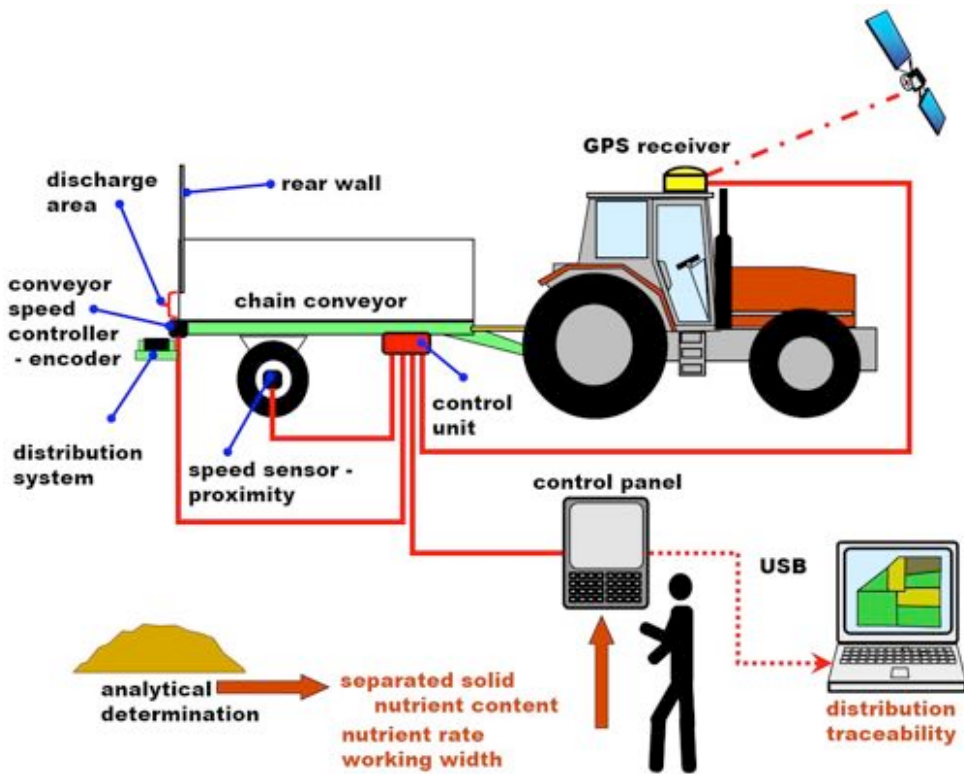 GPS receiver
discharge
area
rear wall
conveyor
speed
controller
- encoder
chain conveyor
distribution
system
speed sensor -
proximity
control
unit
control panel
USB
analytical
determination
separated solid
nutrient content
nutrient rate
working width
distribution
traceability